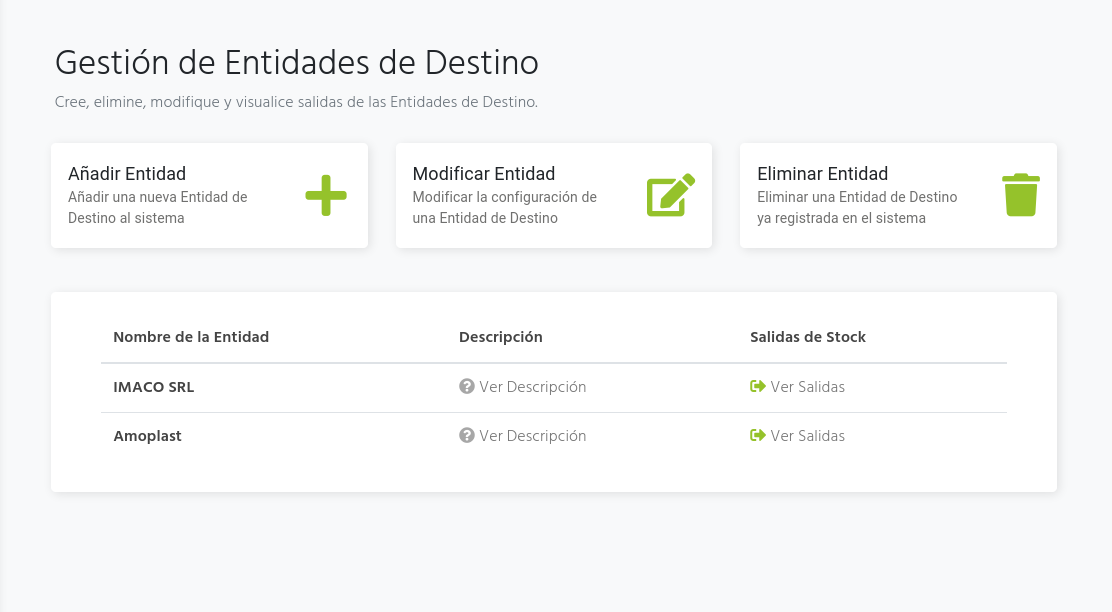 Gestión de Entidades de Destino
Cree, elimine, modifique y visualice salidas de las Entidades de Destino.
Añadir Entidad
Añadir una nueva Entidad de
Destino al sistema
Modificar Entidad
Modificar la configuración de
una Entidad de Destino
Eliminar Entidad
Eliminar una Entidad de Destino
ya registrada en el sistema
Nombre de la Entidad Descripción Salidas de Stock
IMACO SRL Ver Descripción Ver Salidas
Amoplast Ver Descripción Ver Salidas